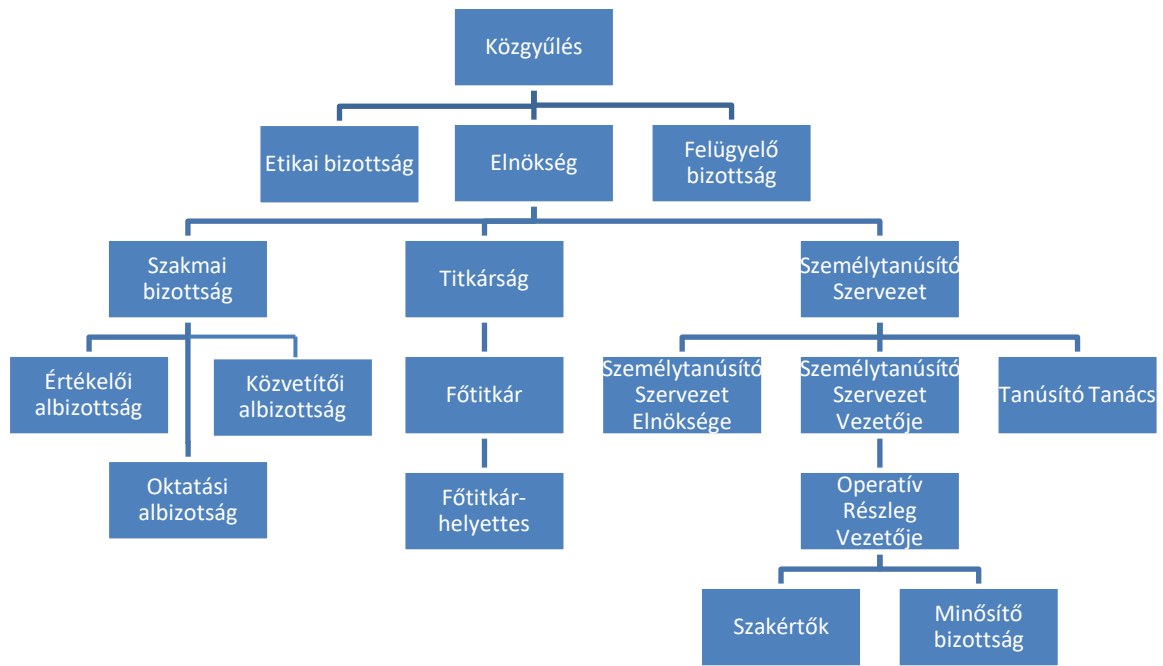 Közgyűlés
Etikai bizottság
Elnökség
Felügyelő
bizottság
Szakmai
bizottság
Titkárság
Személytanúsító
Szervezet
Értékelői
albizottság
Közvetítői
albizottság
Főtitkár
Személytanúsító
Szervezet
Elnöksége
Személytanúsító
Szervezet
Vezetője
Tanúsító Tanács
Oktatási
albizotság
Főtitkár-
helyettes
Operatív
Részleg
Vezetője
Szakértők
Minősítő
bizottság